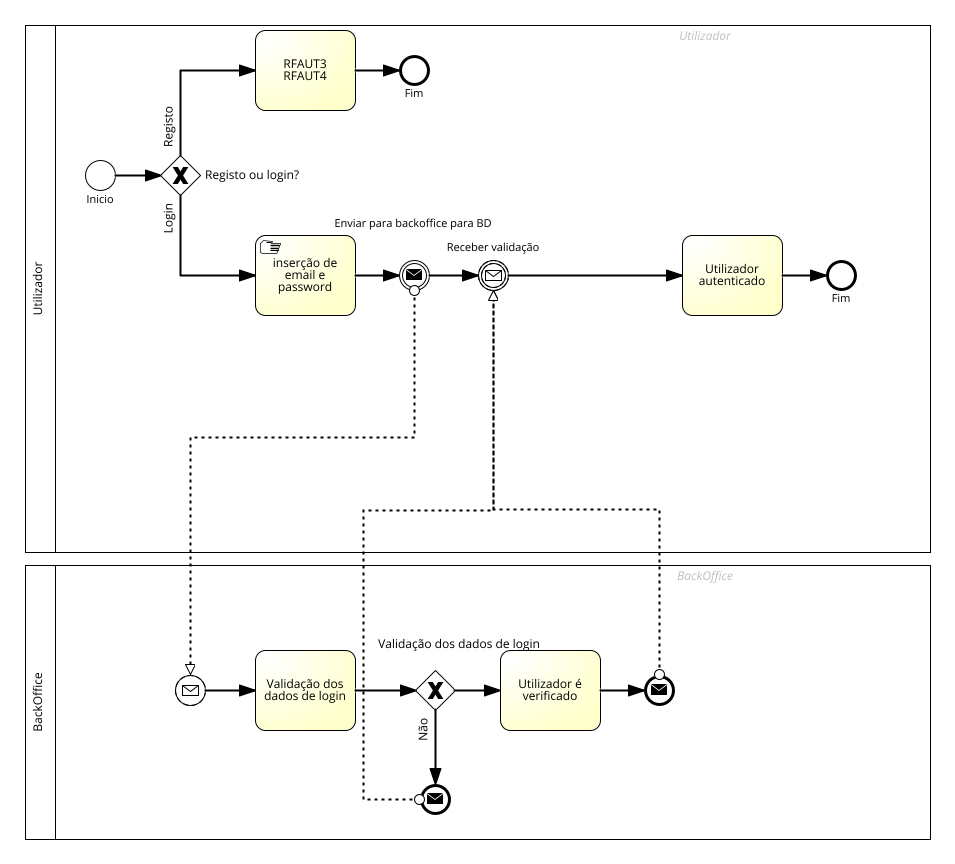 Utilizador
Utilizador
RFAUT3
RFAUT4
Fim
Registo
Registo ou login?
Inicio
Login
Enviar para backoffice para BD
Receber validação
inserção de
email e
password
Utilizador
autenticado
Fim
BackOffice
BackOffice
Validação dos dados de login
Validação dos
dados de login
Utilizador é
verificado
Não